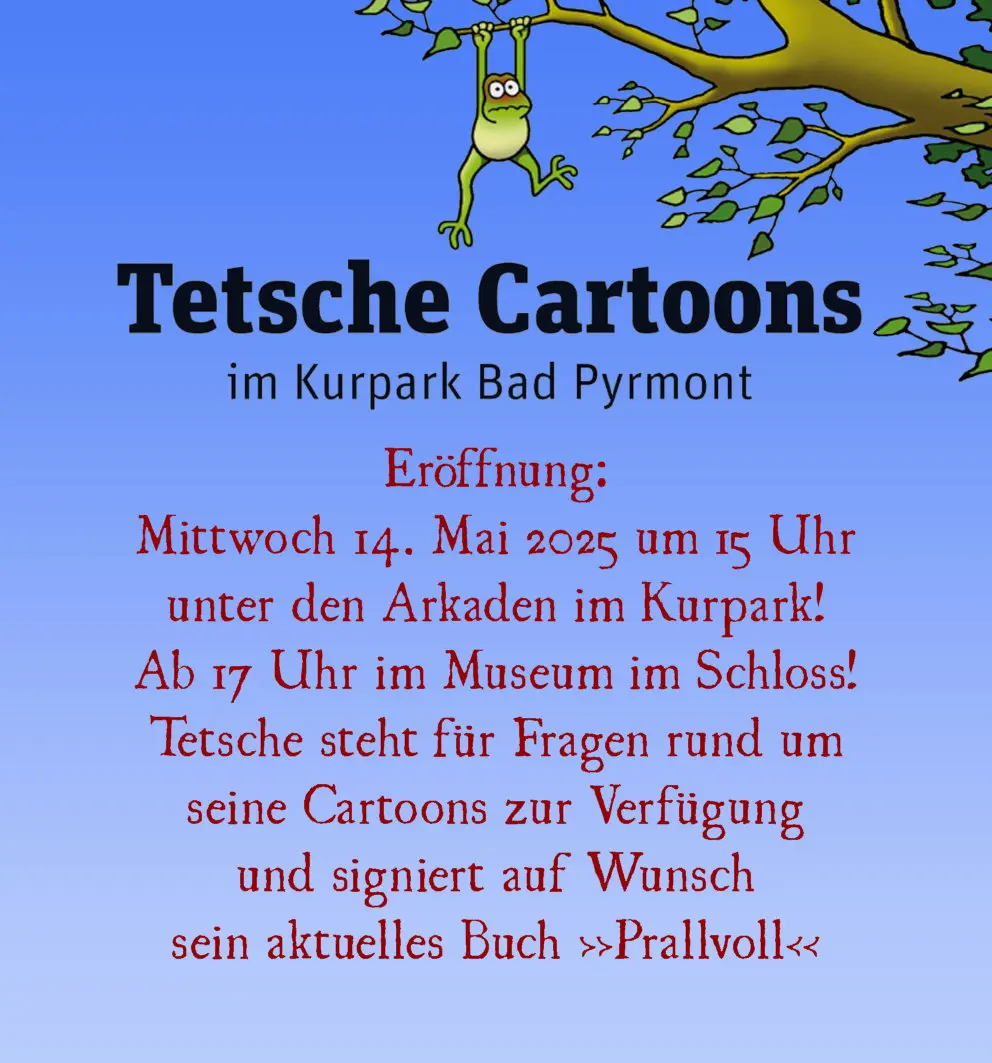 Tetsche Cartoons
im Kurpark Bad Pyrmont
Eröffnung:
Mittwoch 14. Mai 2025 um 15 Uhr
unter den Arkaden im Kurpark!
Ab 17 Uhr im Museum im Schloss!
Tetsche steht für Fragen rund um
seine Cartoons zur Verfügung
und signiert auf Wunsch
sein aktuelles Buch >>Prallvoll<<